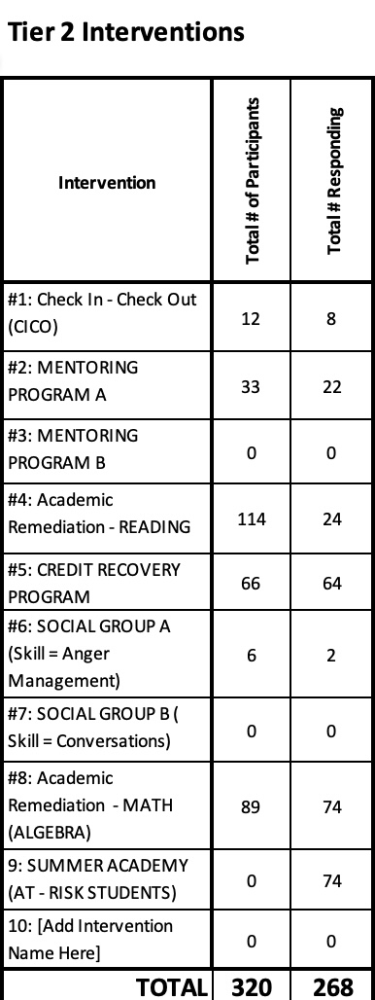 Tier 2 Interventions
Intervention
Total # of Participants
Total # Responding
#1: Check In - Check Out
(CICO)
12
8
#2: MENTORING
PROGRAM A
33
22
#3: MENTORING
PROGRAM B
0
0
#4: Academic
Remediation - READING
114
24
#5: CREDIT RECOVERY
PROGRAM
66
64
#6: SOCIAL GROUP A
(Skill = Anger
Management)
6
2
#7: SOCIAL GROUP B (
Skill = Conversations)
0
0
#8: Academic
Remediation - MATH
(ALGEBRA)
89
74
9: SUMMER ACADEMY
(AT - RISK STUDENTS)
0
74
10: [Add Intervention
Name Here]
0
0
TOTAL
320
268